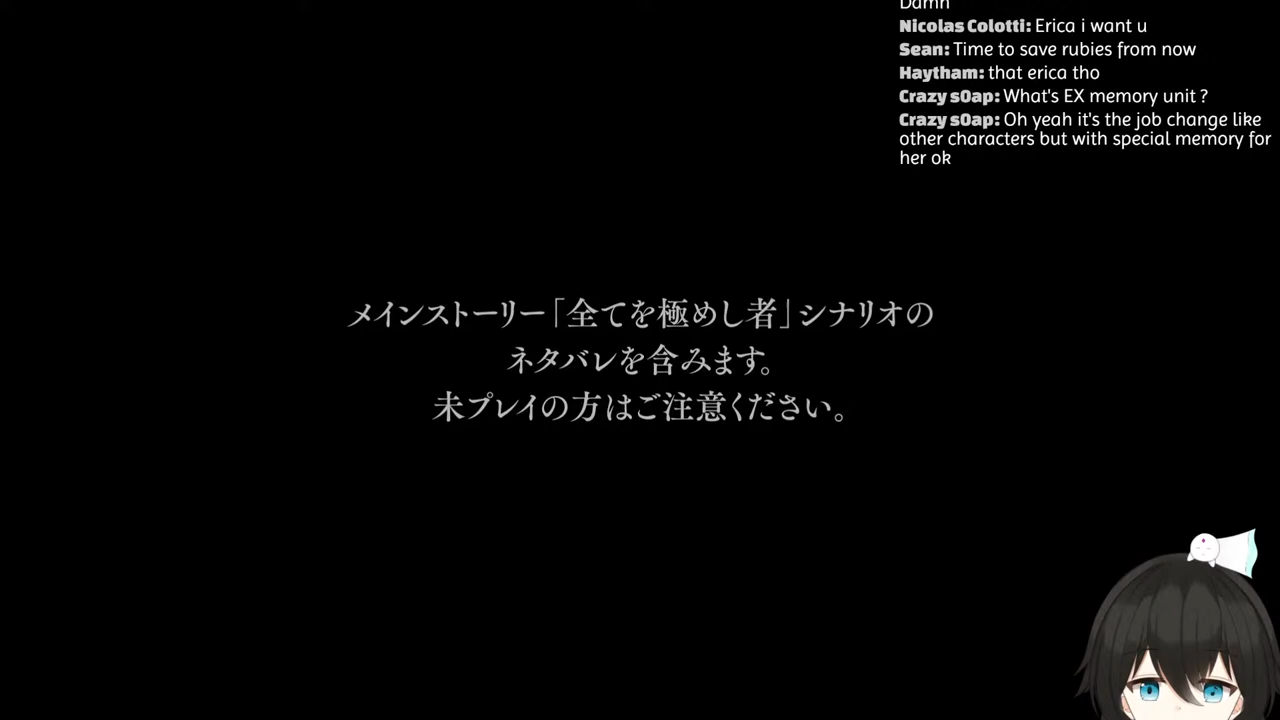 Damn
Nicolas Colotti: Erica i want u
Sean: Time to save rubies from now
Haytham: that erica tho
Crazy s0ap: What's EX memory unit ?
Crazy s0ap: Oh yeah it's the job change like
other characters but with special memory for
her ok
メインストーリー「全てを極めし者」シナリオの
ネタバレを含みます。
未プレイの方はご注意ください。